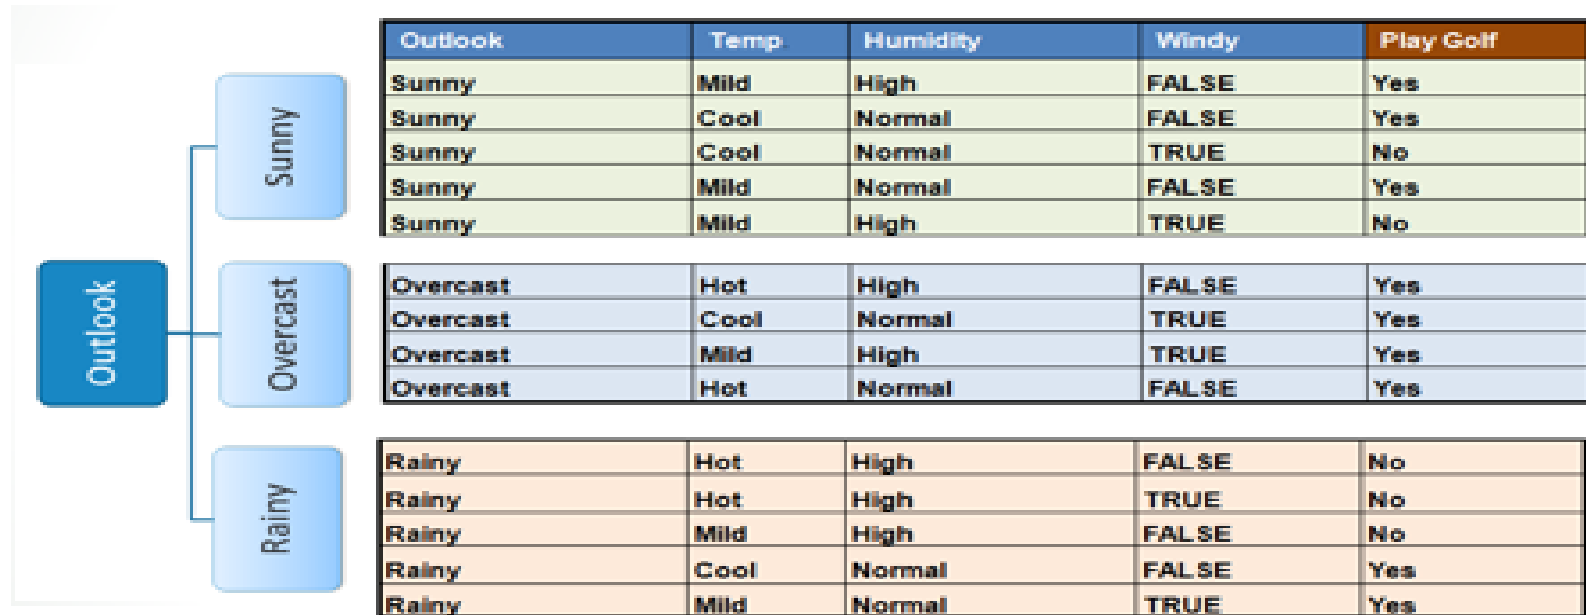 Outlook Temp. Humidity Windy Play Golf
Sunny
Sunny Mild High FALSE Yes
Sunny Cool Normal FALSE Yes
Sunny Cool Normal TRUE No
Sunny Mild Normal FALSE Yes
Sunny Mild High TRUE No
Outlook
Overcast
Overcast Hot High FALSE Yes
Overcast Cool Normal TRUE Yes
Overcast Mild High TRUE Yes
Overcast Hot Normal FALSE Yes
Rainy
Rainy Hot High FALSE No
Rainy Hot High TRUE No
Rainy Mild High FALSE No
Rainy Cool Normal FALSE Yes
Rainy Mild Normal TRUE Yes